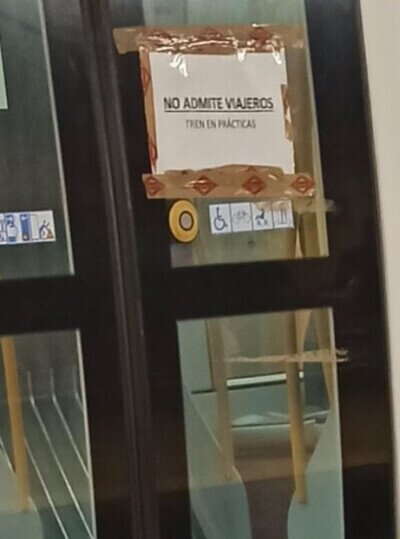 NO ADMITE VIAJEROS
TREN EN PRÁCTICAS